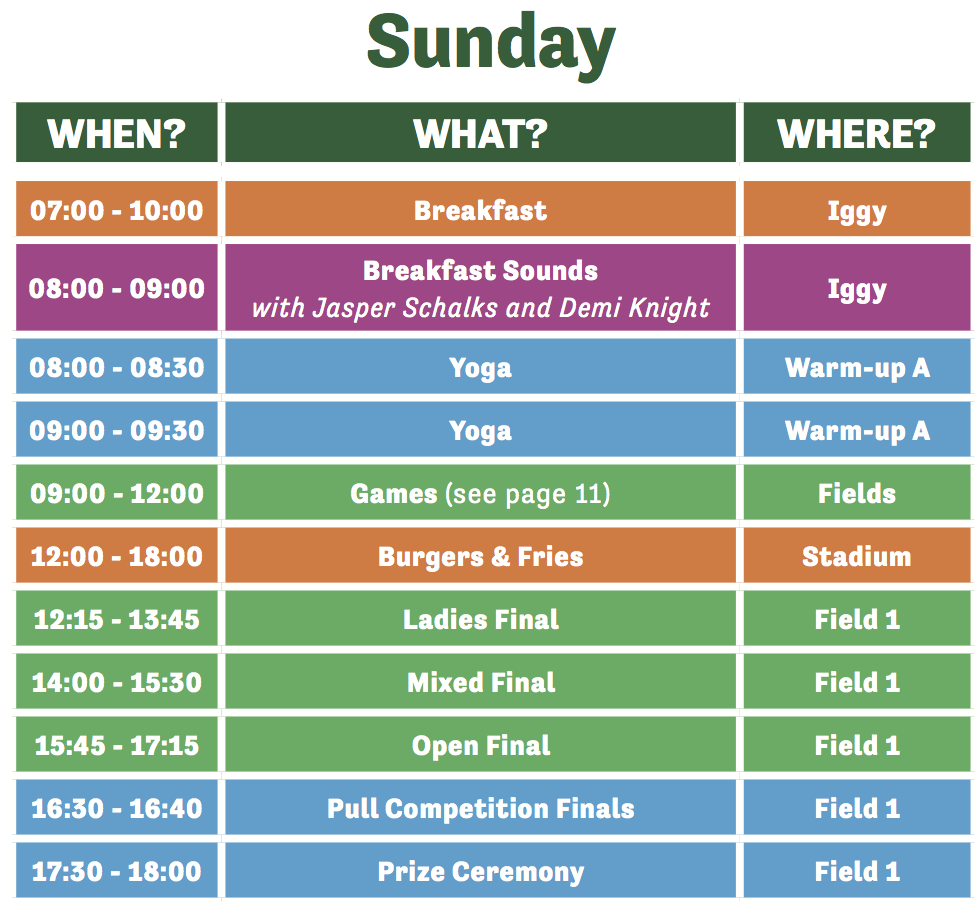 Sunday
WHEN? WHAT? WHERE?
07:00 - 10:00 Breakfast Iggy
08:00 - 09:00 Breakfast Sounds Iggy
with Jasper Schalks and Demi Knight
08:00 - 08:30 Yoga Warm-up A
09:00 - 09:30 Yoga Warm-up A
09:00 - 12:00 Games (see page 11) Fields
12:00 - 18:00 Burgers & Fries Stadium
12:15 - 13:45 Ladies Final Field 1
14:00 - 15:30 Mixed Final Field 1
15:45 - 17:15 Open Final Field 1
16:30 - 16:40 Pull Competition Finals Field 1
17:30 - 18:00 Prize Ceremony Field 1